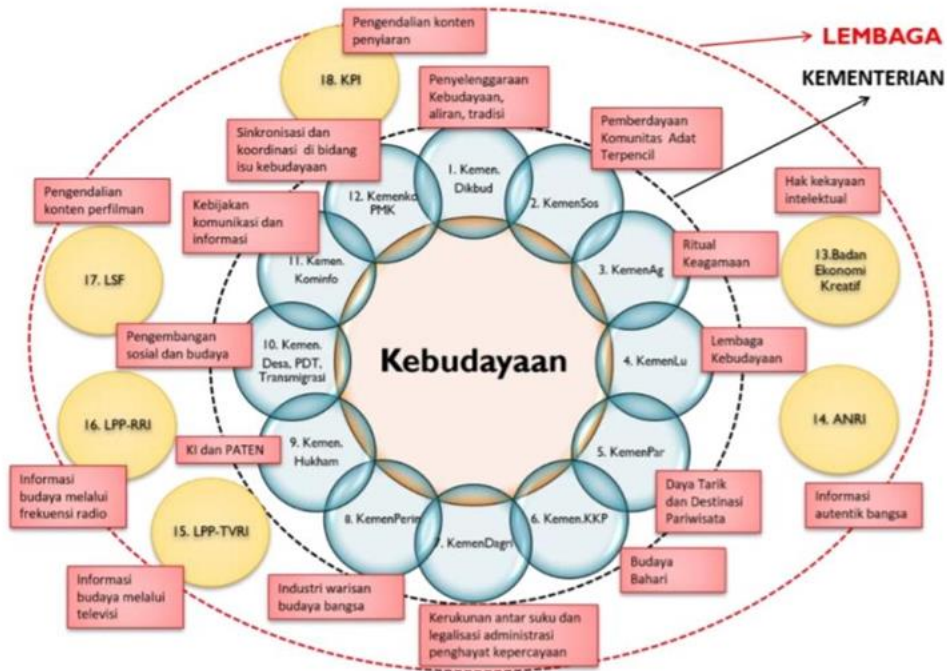 Pengendalian konten
penyiaran
LEMBAGA
KEMENTERIAN
18. KPI
Penyelenggaraan
Kebudayaan,
aliran, tradisi
Pemberdayaan
Komunitas Adat
Terpencil
Sinkronisasi dan
koordinasi di bidang
isu kebudayaan
1. Kemen.
Dikbud
Hak kekayaan
intelektual
Pengendalian
konten perfilman
Kebijakan
komunikasi dan
informasi
12. Kemenko
PMK
2. KemenSos
Ritual
Keagamaan
13.Badan
Ekonomi
Kreatif
17. LSF
11. Kemen.
Kominfo
3. KemenAg
Pengembangan
sosial dan budaya
10. Kemen.
Desa, PDT,
Transmigrasi
Kebudayaan
4. KemenLu
Lembaga
Kebudayaan
16. LPP-RRI
14. ANRI
KI dan PATEN
9. Kemen.
Hukham
5. KemenPar
Informasi
budaya melalui
frekuensi radio
Daya Tarik
dan Destinasi
Pariwisata
Informasi
autentik bangsa
15. LPP-TVRI
8. KemenPerin
7. KemenDagri
6. Kemen.KKP
Budaya
Bahari
Informasi
budaya melalui
televisi
Industri warisan
budaya bangsa
Kerukunan antar suku dan
legalisasi administrasi
penghayat kepercayaan